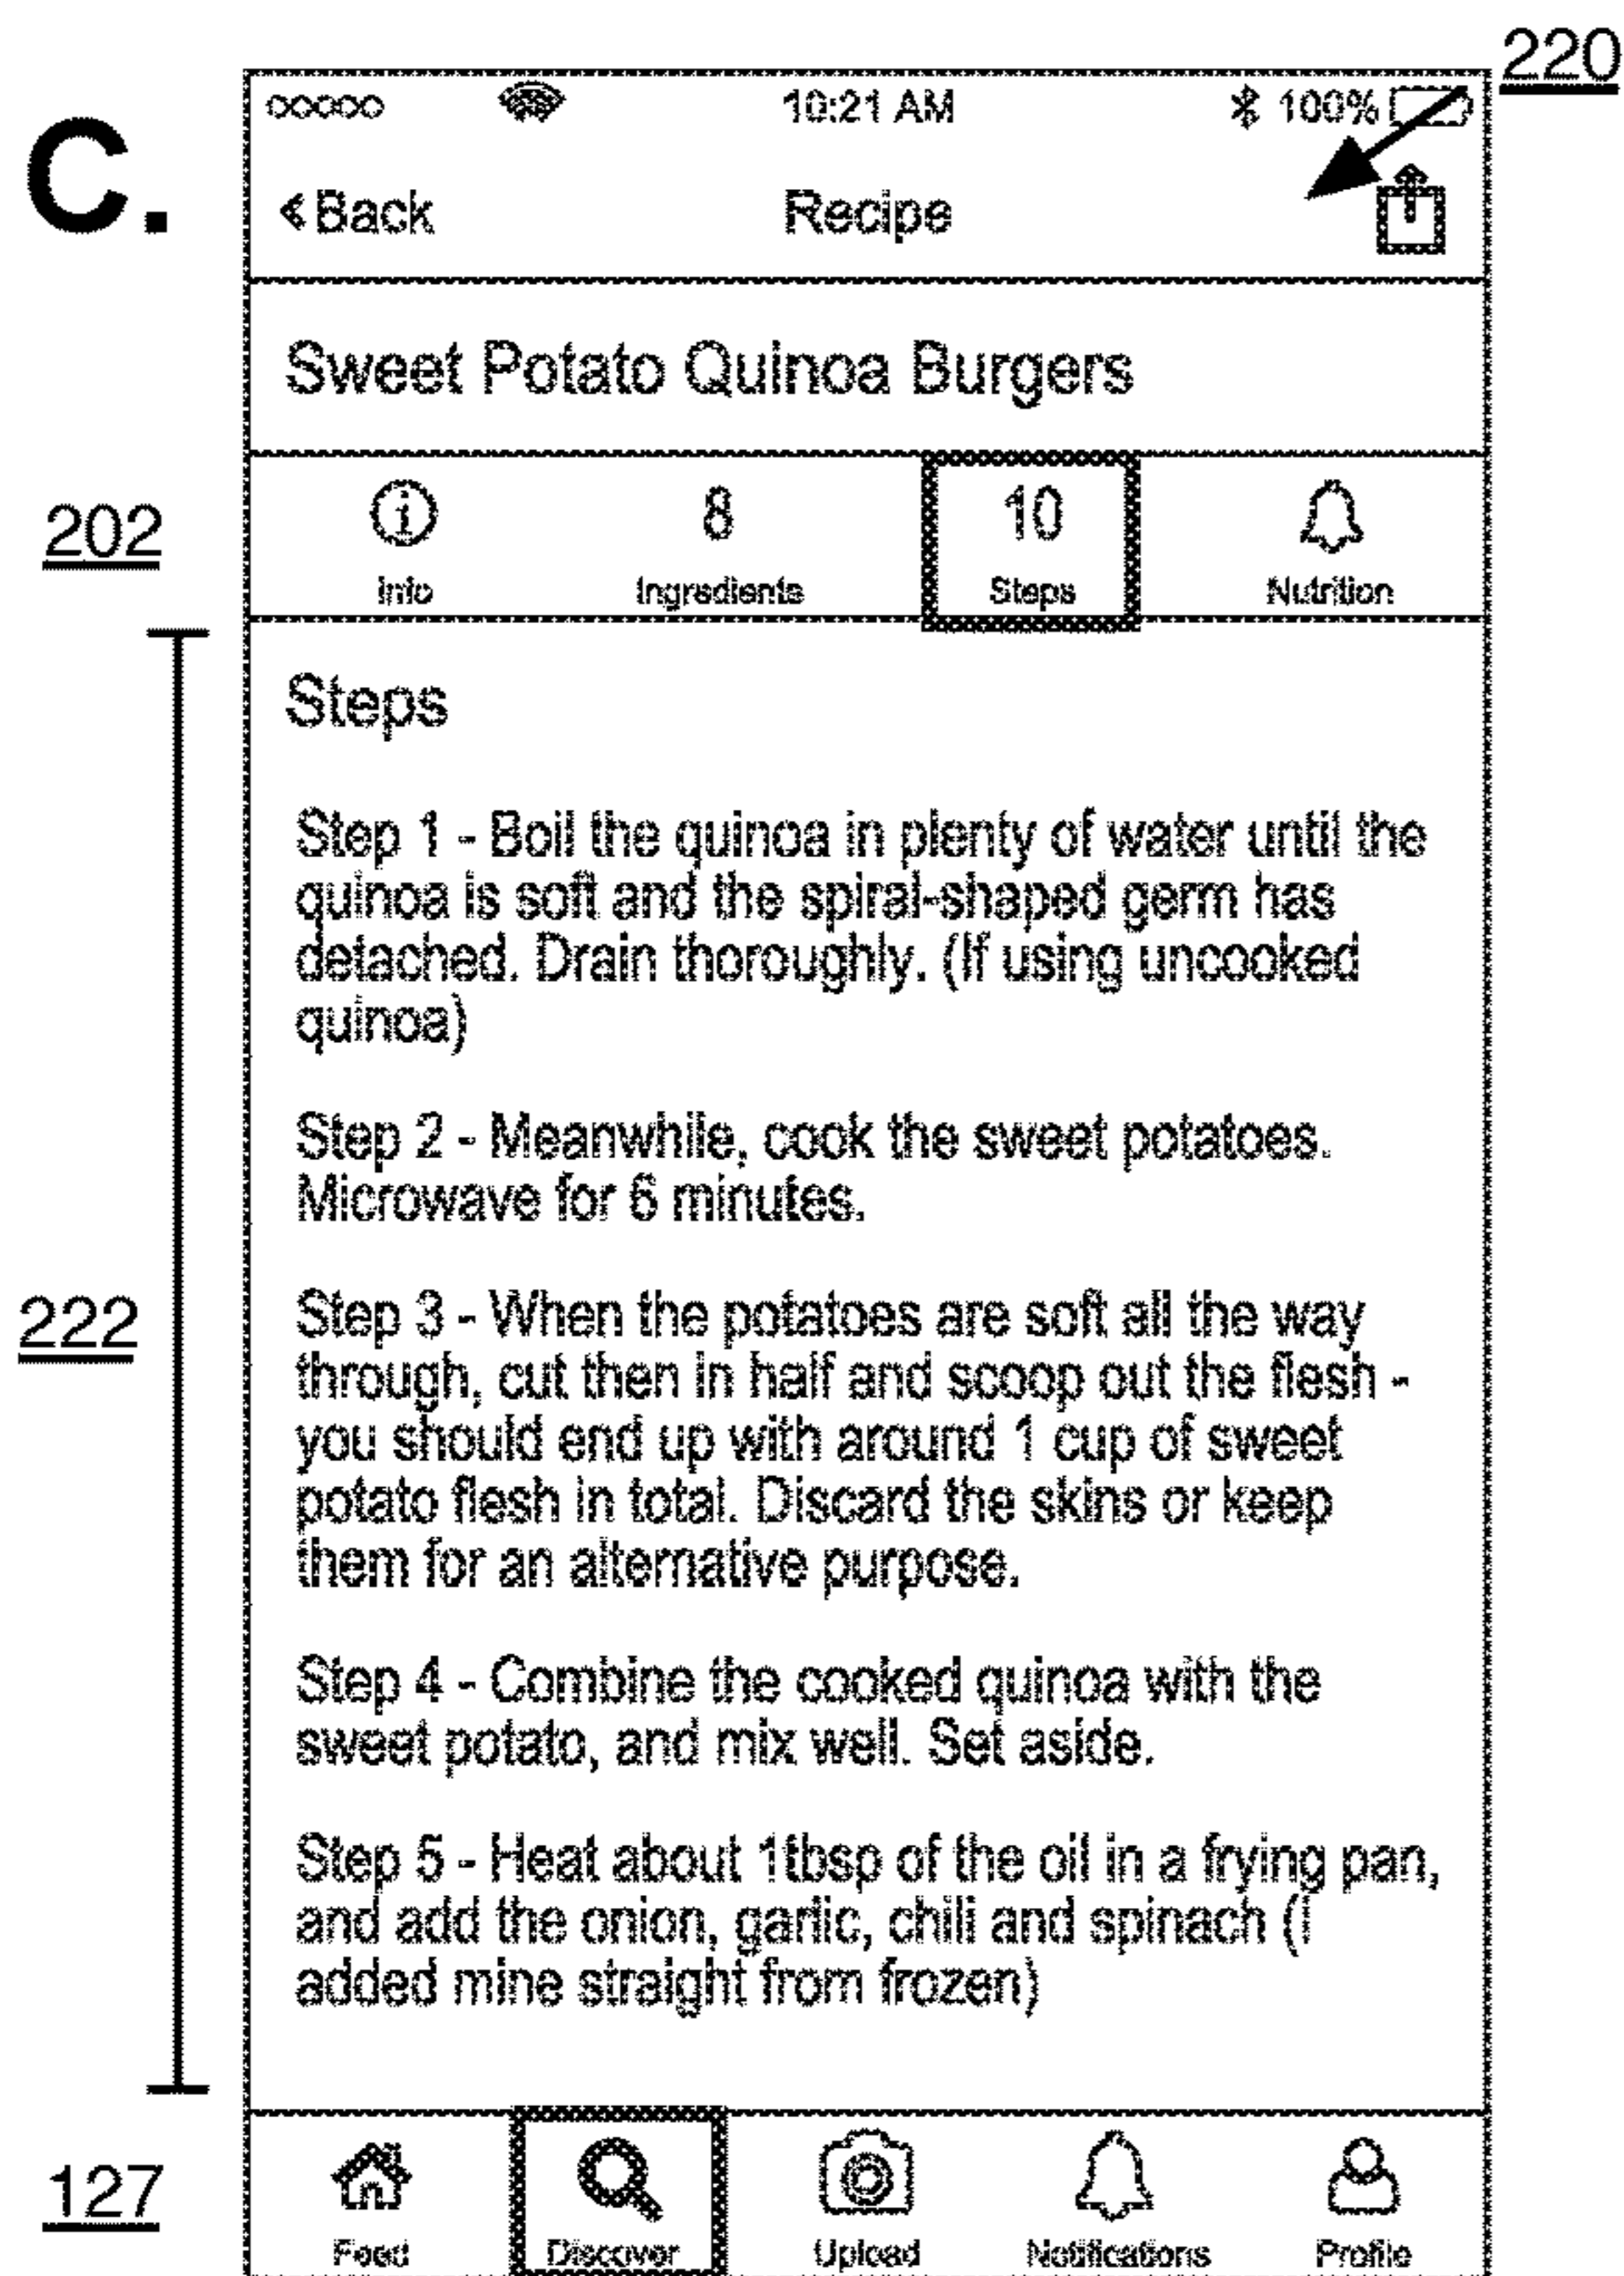 220
C.
10:21 AM
100%
<Back
Recipe
Sweet Potato Quinoa Burgers
202
8
10
Info
Ingredients
Steps
Nutrition
Steps
Step 1 - Boil the quinoa in plenty of water until the
quinoa is soft and the spiral-shaped germ has
detached. Drain thoroughly. (If using uncooked
quinoa)
Step 2 - Meanwhile, cook the sweet potatoes.
Microwave for 6 minutes.
222
Step 3 - When the potatoes are soft all the way
through, cut then in half and scoop out the flesh -
you should end up with around 1 cup of sweet
potato flesh in total. Discard the skins or keep
them for an alternative purpose.
Step 4 - Combine the cooked quinoa with the
sweet potato, and mix well. Set aside.
Step 5 - Heat about 1tbsp of the oil in a frying pan,
and add the onion, garlic, chili and spinach (i
added mine straight from frozen)
127
Feed
Discover
Upload
Notifications
Profile